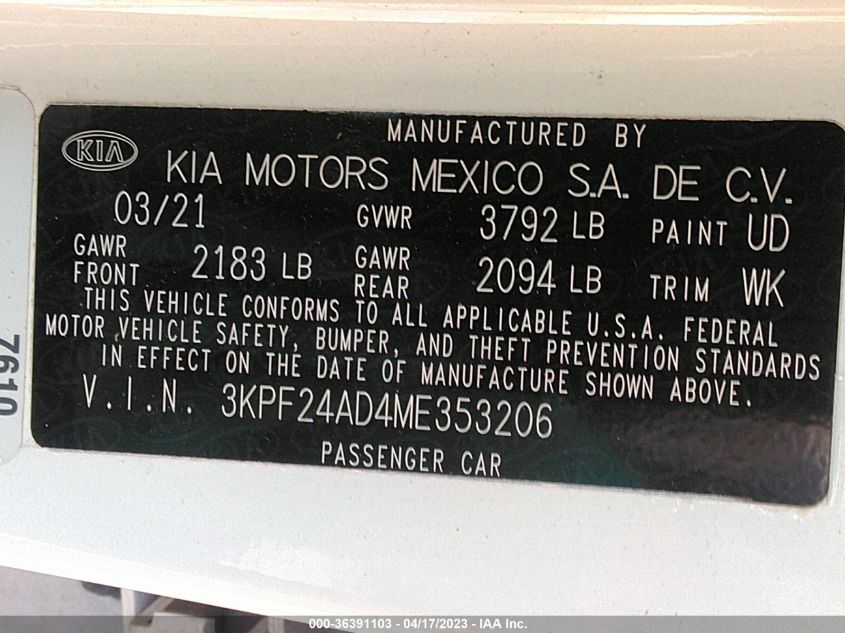 MANUFACTURED BY
KIA KIA MOTORS MEXICO S.A. DE C.V.
03/21 GVWR 3792 LB PAINT UD
GAWR FRONT 2183 LB GAWR REAR 2094 LB TRIM WK
THIS VEHICLE CONFORMS TO ALL APPLICABLE U.S.A. FEDERAL
MOTOR VEHICLE SAFETY, BUMPER, AND THEFT PREVENTION STANDARDS
IN EFFECT ON THE DATE OF MANUFACTURE SHOWN ABOVE.
V.I.N. 3KPF24AD4ME353206
PASSENGER CAR
7610
000-36391103 - 04/17/2023 - IAA Inc.